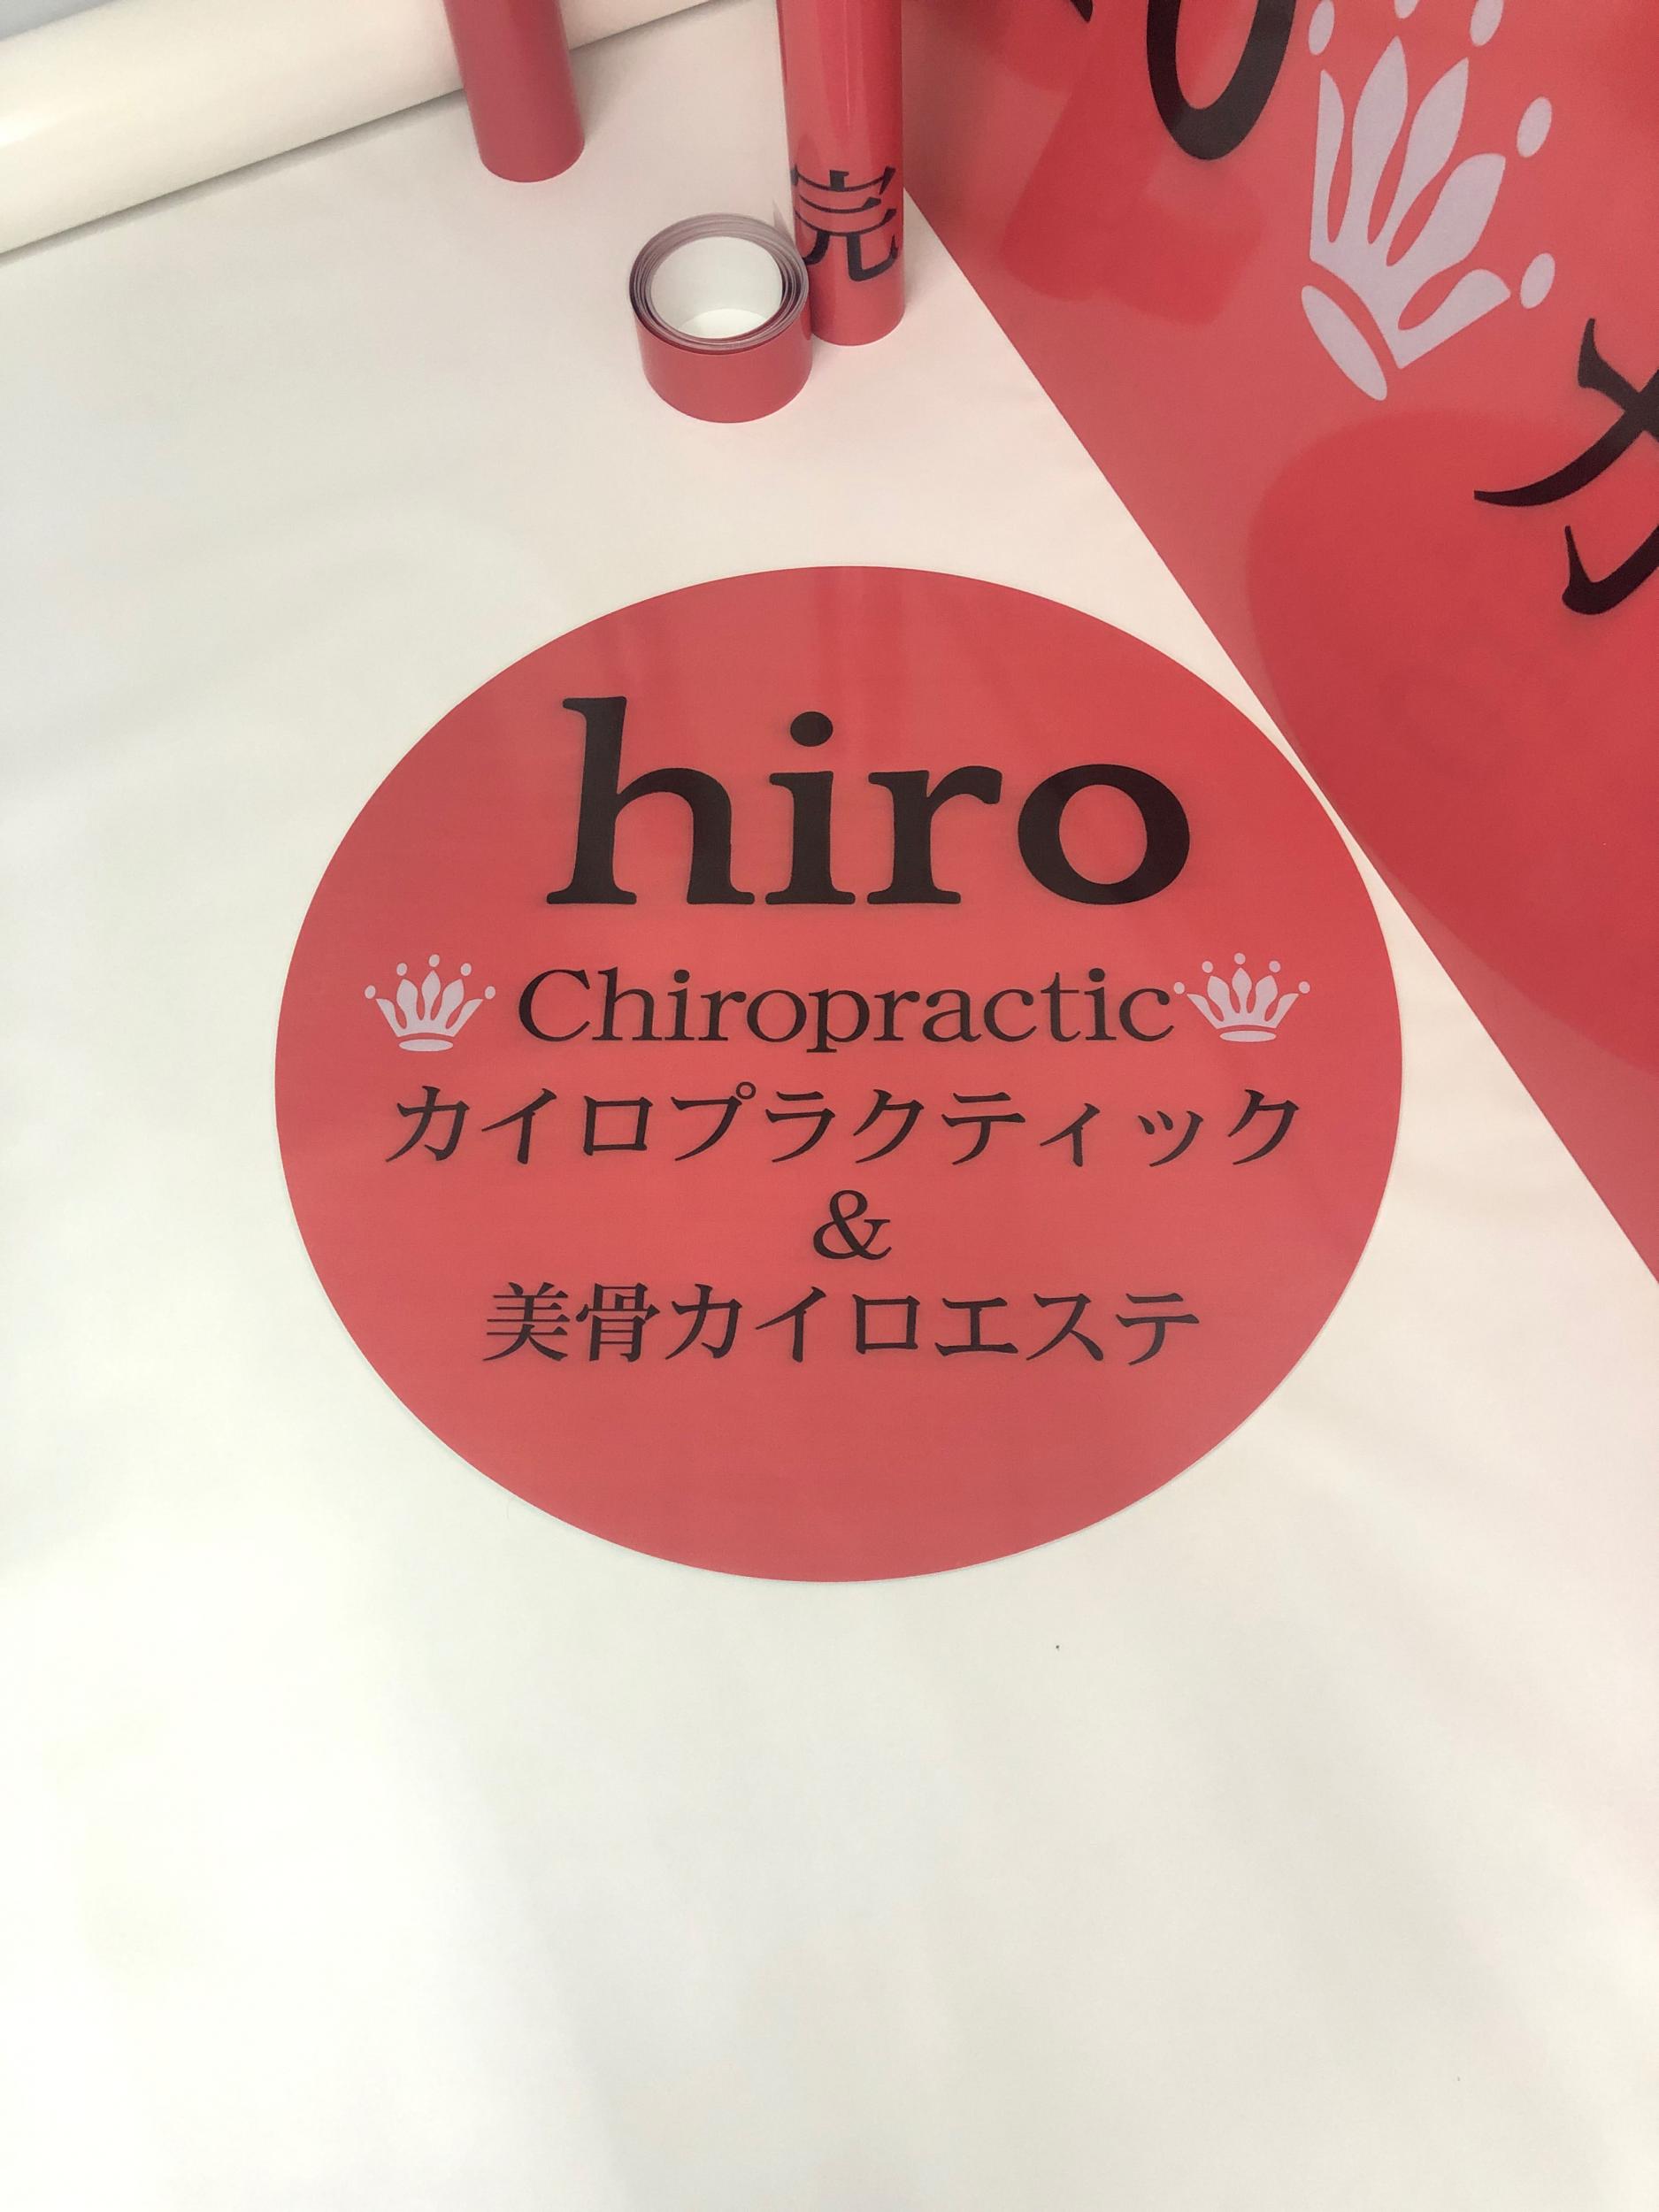 完
hiro
Chiropractic
カイロプラクティック
&
美骨カイロエステ